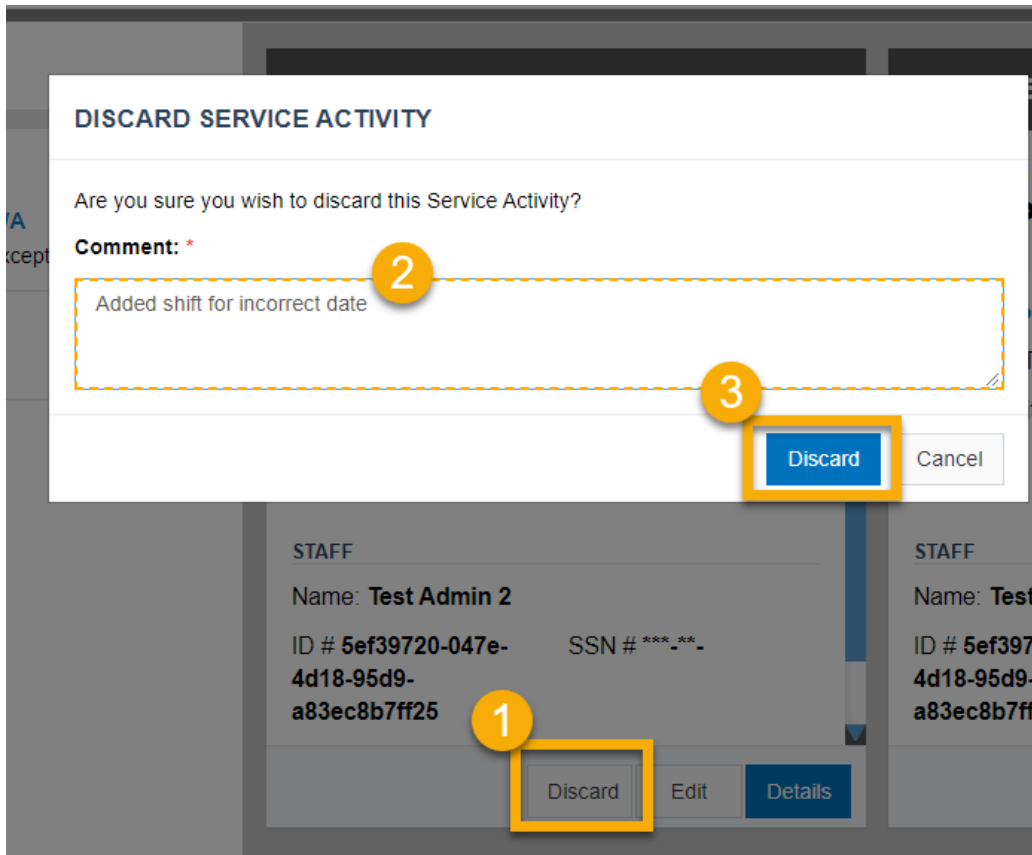 DISCARD SERVICE ACTIVITY
Are you sure you wish to discard this Service Activity?
/A
Comment: *
xcept
2
Added shift for incorrect date
3
Discard
Cancel
STAFF
Name: Test Admin 2
ID # 5ef39720-047e-
SSN # ***-**-
4d18-95d9-
a83ec8b7ff25
1
Discard
Edit
Details
STAFF
Name: Test
ID # 5ef397
4d18-95d9-
a83ec8b7ff